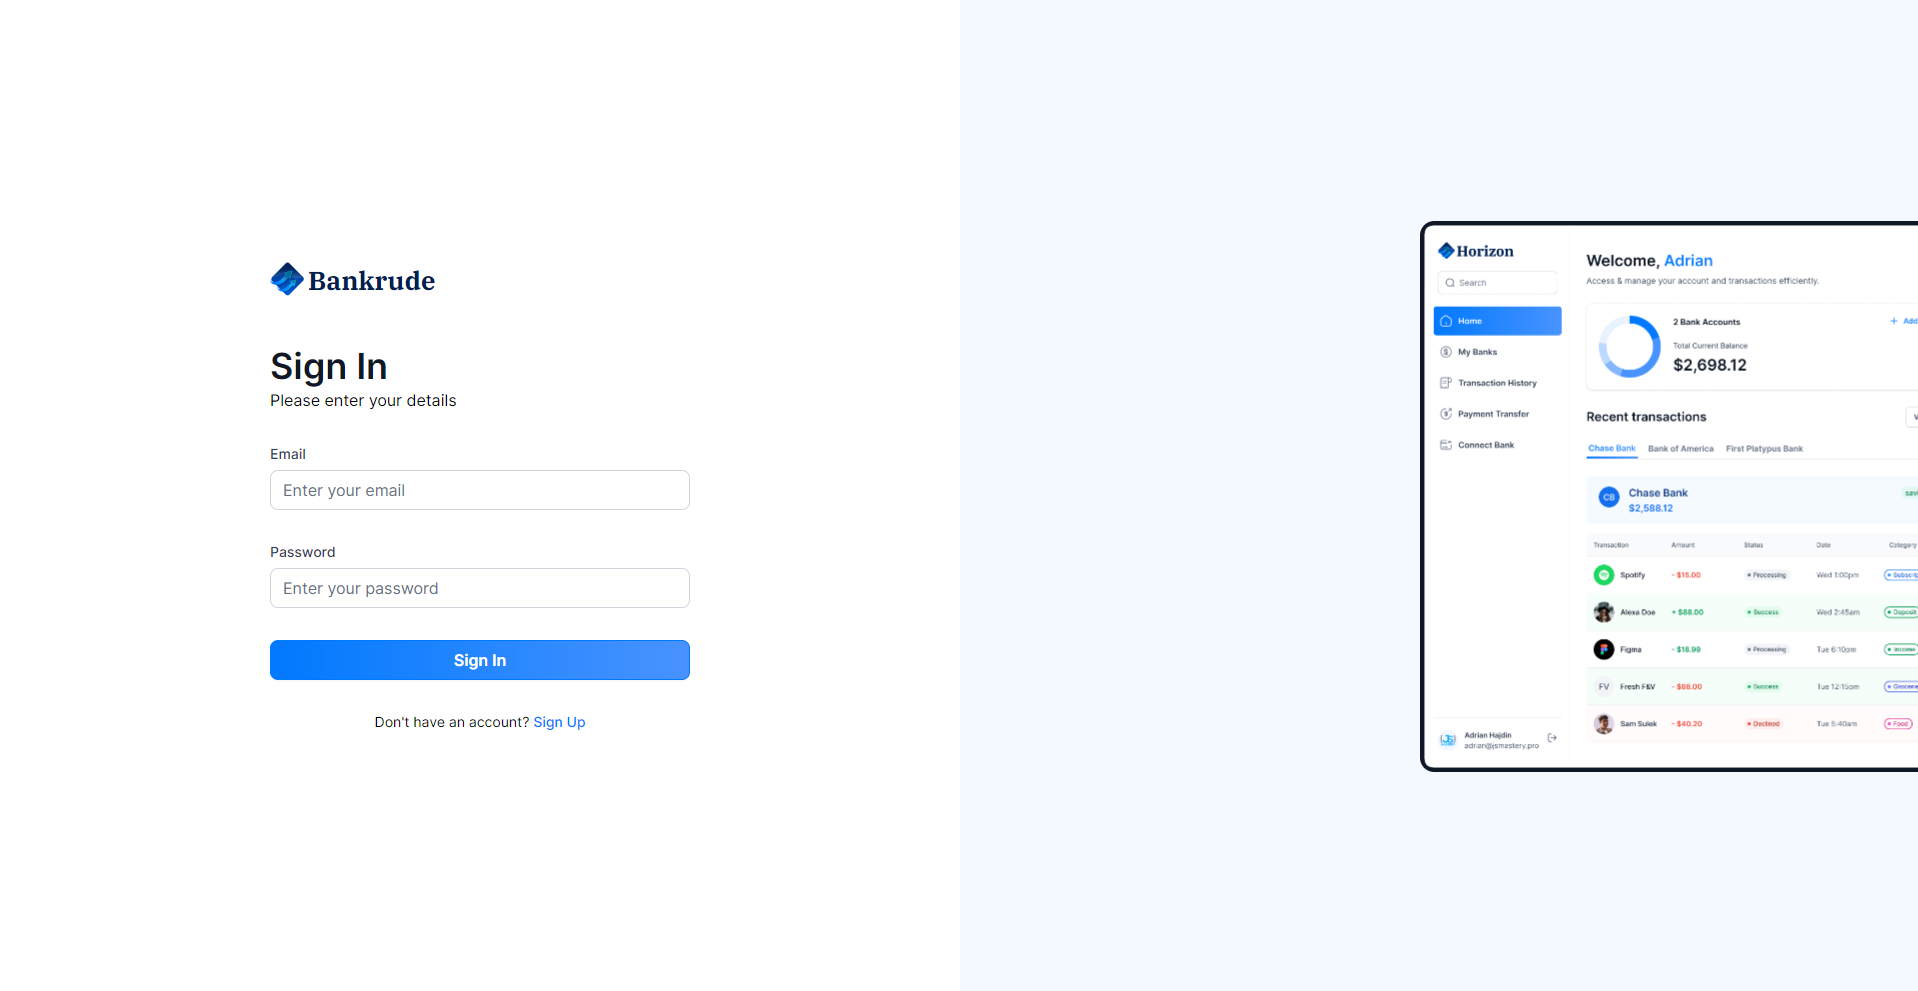 Bankrude
Sign In
Please enter your details
Email
Enter your email
Password
Enter your password
Sign In
Don't have an account? Sign Up
Horizon
Search
Home
My Banks
Transaction History
Payment Transfer
Connect Bank
Adrian Hajdin
adrian@jsmastery.pro
Welcome, Adrian
Access & manage your account and transactions efficiently.
2 Bank Accounts
+ Add
Total Current Balance
$2,698.12
Recent transactions
Chase Bank Bank of America First Platypus Bank
CB Chase Bank
$2,588.12
Transaction Amount Status Date Category
Spotify - $15.00 Processing Wed 1:00pm
Alexa Doe + $88.00 Success Wed 2:45am Deposit
Figma - $18.99 Processing Tue 6:10pm Income
FV Fresh F&V - $88.00 Success Tue 12:15pm
Sam Sulek - $40.20 Declined Tue 5:40am Food